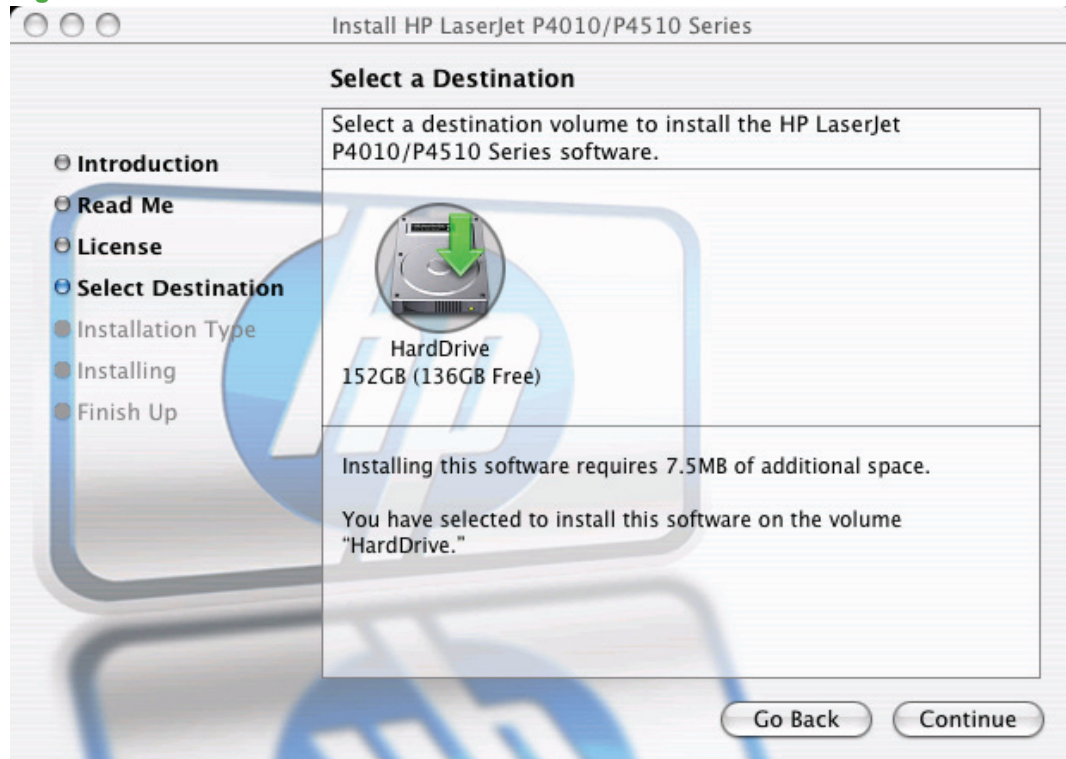 Install HP LaserJet P4010/P4510 Series
Select a Destination
Introduction
Read Me
License
Select Destination
Installation Type
Installing
Finish Up
Select a destination volume to install the HP LaserJet
P4010/P4510 Series software.
HardDrive
152GB (136GB Free)
Installing this software requires 7.5MB of additional space.
You have selected to install this software on the volume
“HardDrive.”
Go Back
Continue
hp